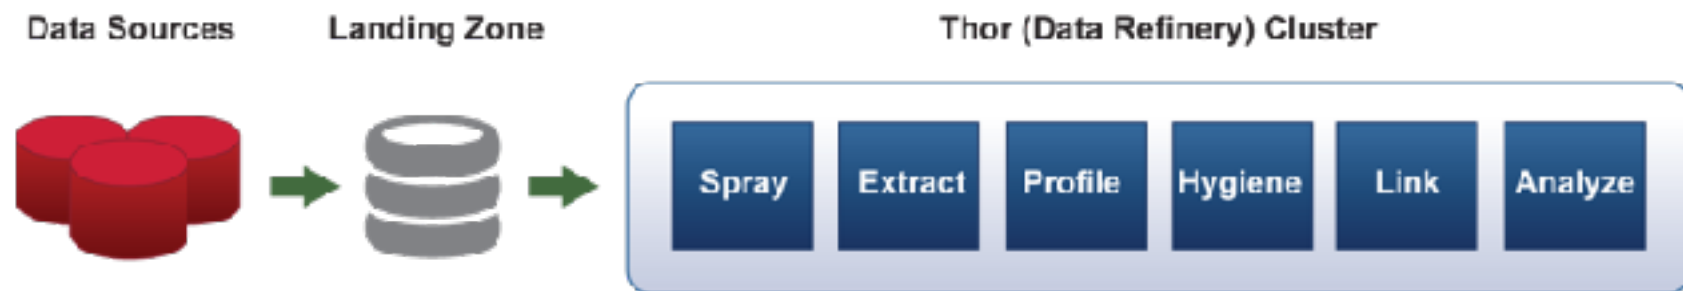 Data Sources
Landing Zone
Thor (Data Refinery) Cluster
Spray
Extract
Profile
Hygiene
Link
Analyze